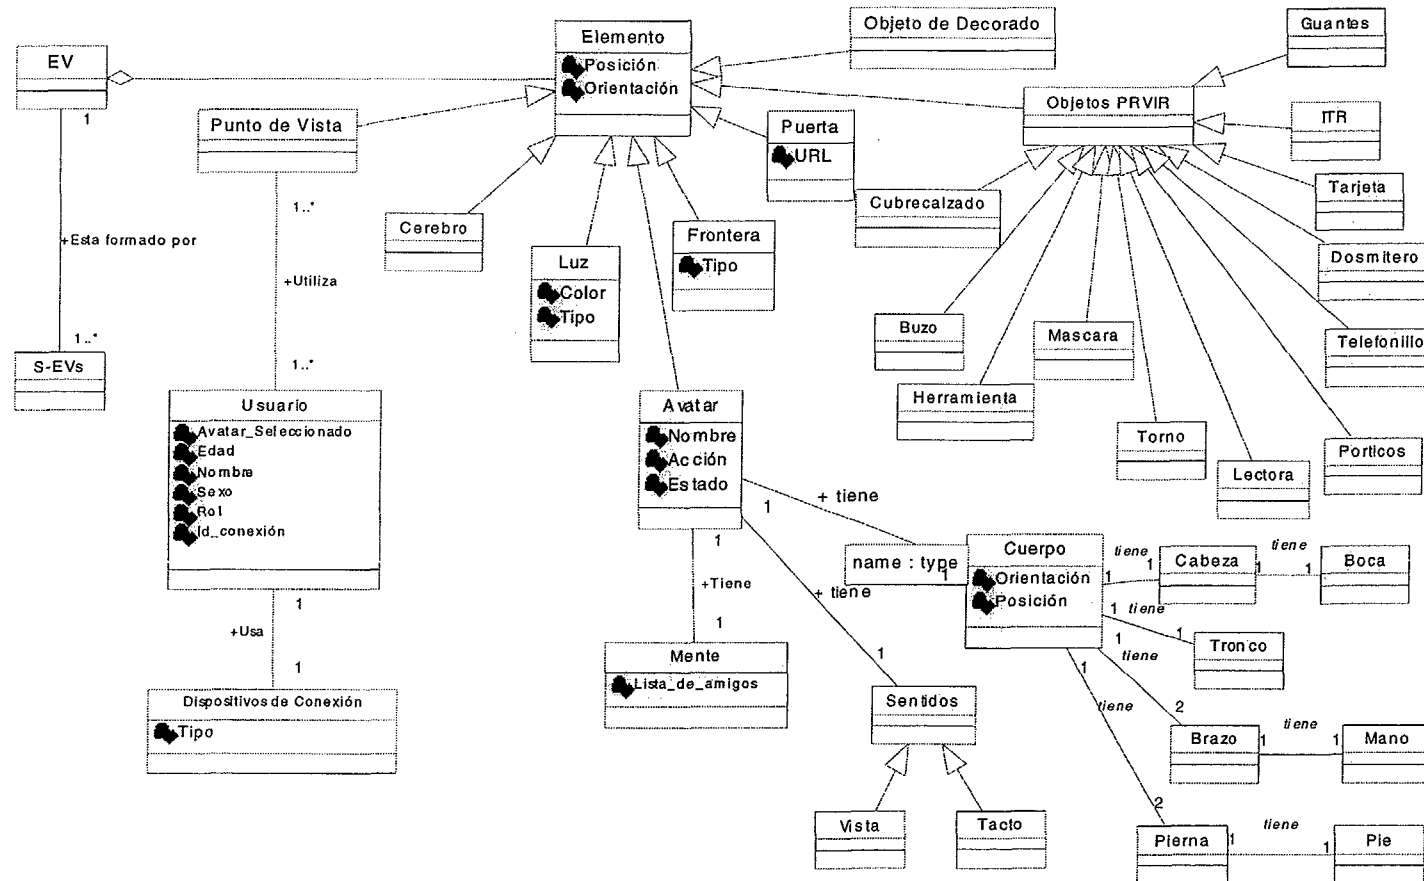 EV
1
+Esta formado por
1..*
S-EVs
Punto de Vista
1..*
+Utiliza
1..*
Usuario
Avatar_Seleccionado
Edad
Nombre
Sexo
Rol
Id_conexión
1
+Usa
1
Dispositivos de Conexión
Tipo
Elemento
Posición
Orientación
Objeto de Decorado
Puerta
URL
Cerebro
Luz
Color
Tipo
Frontera
Tipo
Objetos PRVIR
Guantes
ITR
Tarjeta
Dosmitero
Telefonillo
Porticos
Lectora
Torno
Mascara
Herramienta
Buzo
Cubrecalzado
Avatar
Nombre
Acción
Estado
1
+Tiene
1
Mente
Lista_de_amigos
1
+ tiene
name : type
1
+ tiene
1
Sentidos
Vista
Tacto
Cuerpo
Orientación
Posición
1
tiene
1
Cabeza
1
tiene
1
Boca
1
tiene
1
Tronco
1
tiene
2
Brazo
1
tiene
1
Mano
1
tiene
2
Pierna
1
tiene
1
Pie